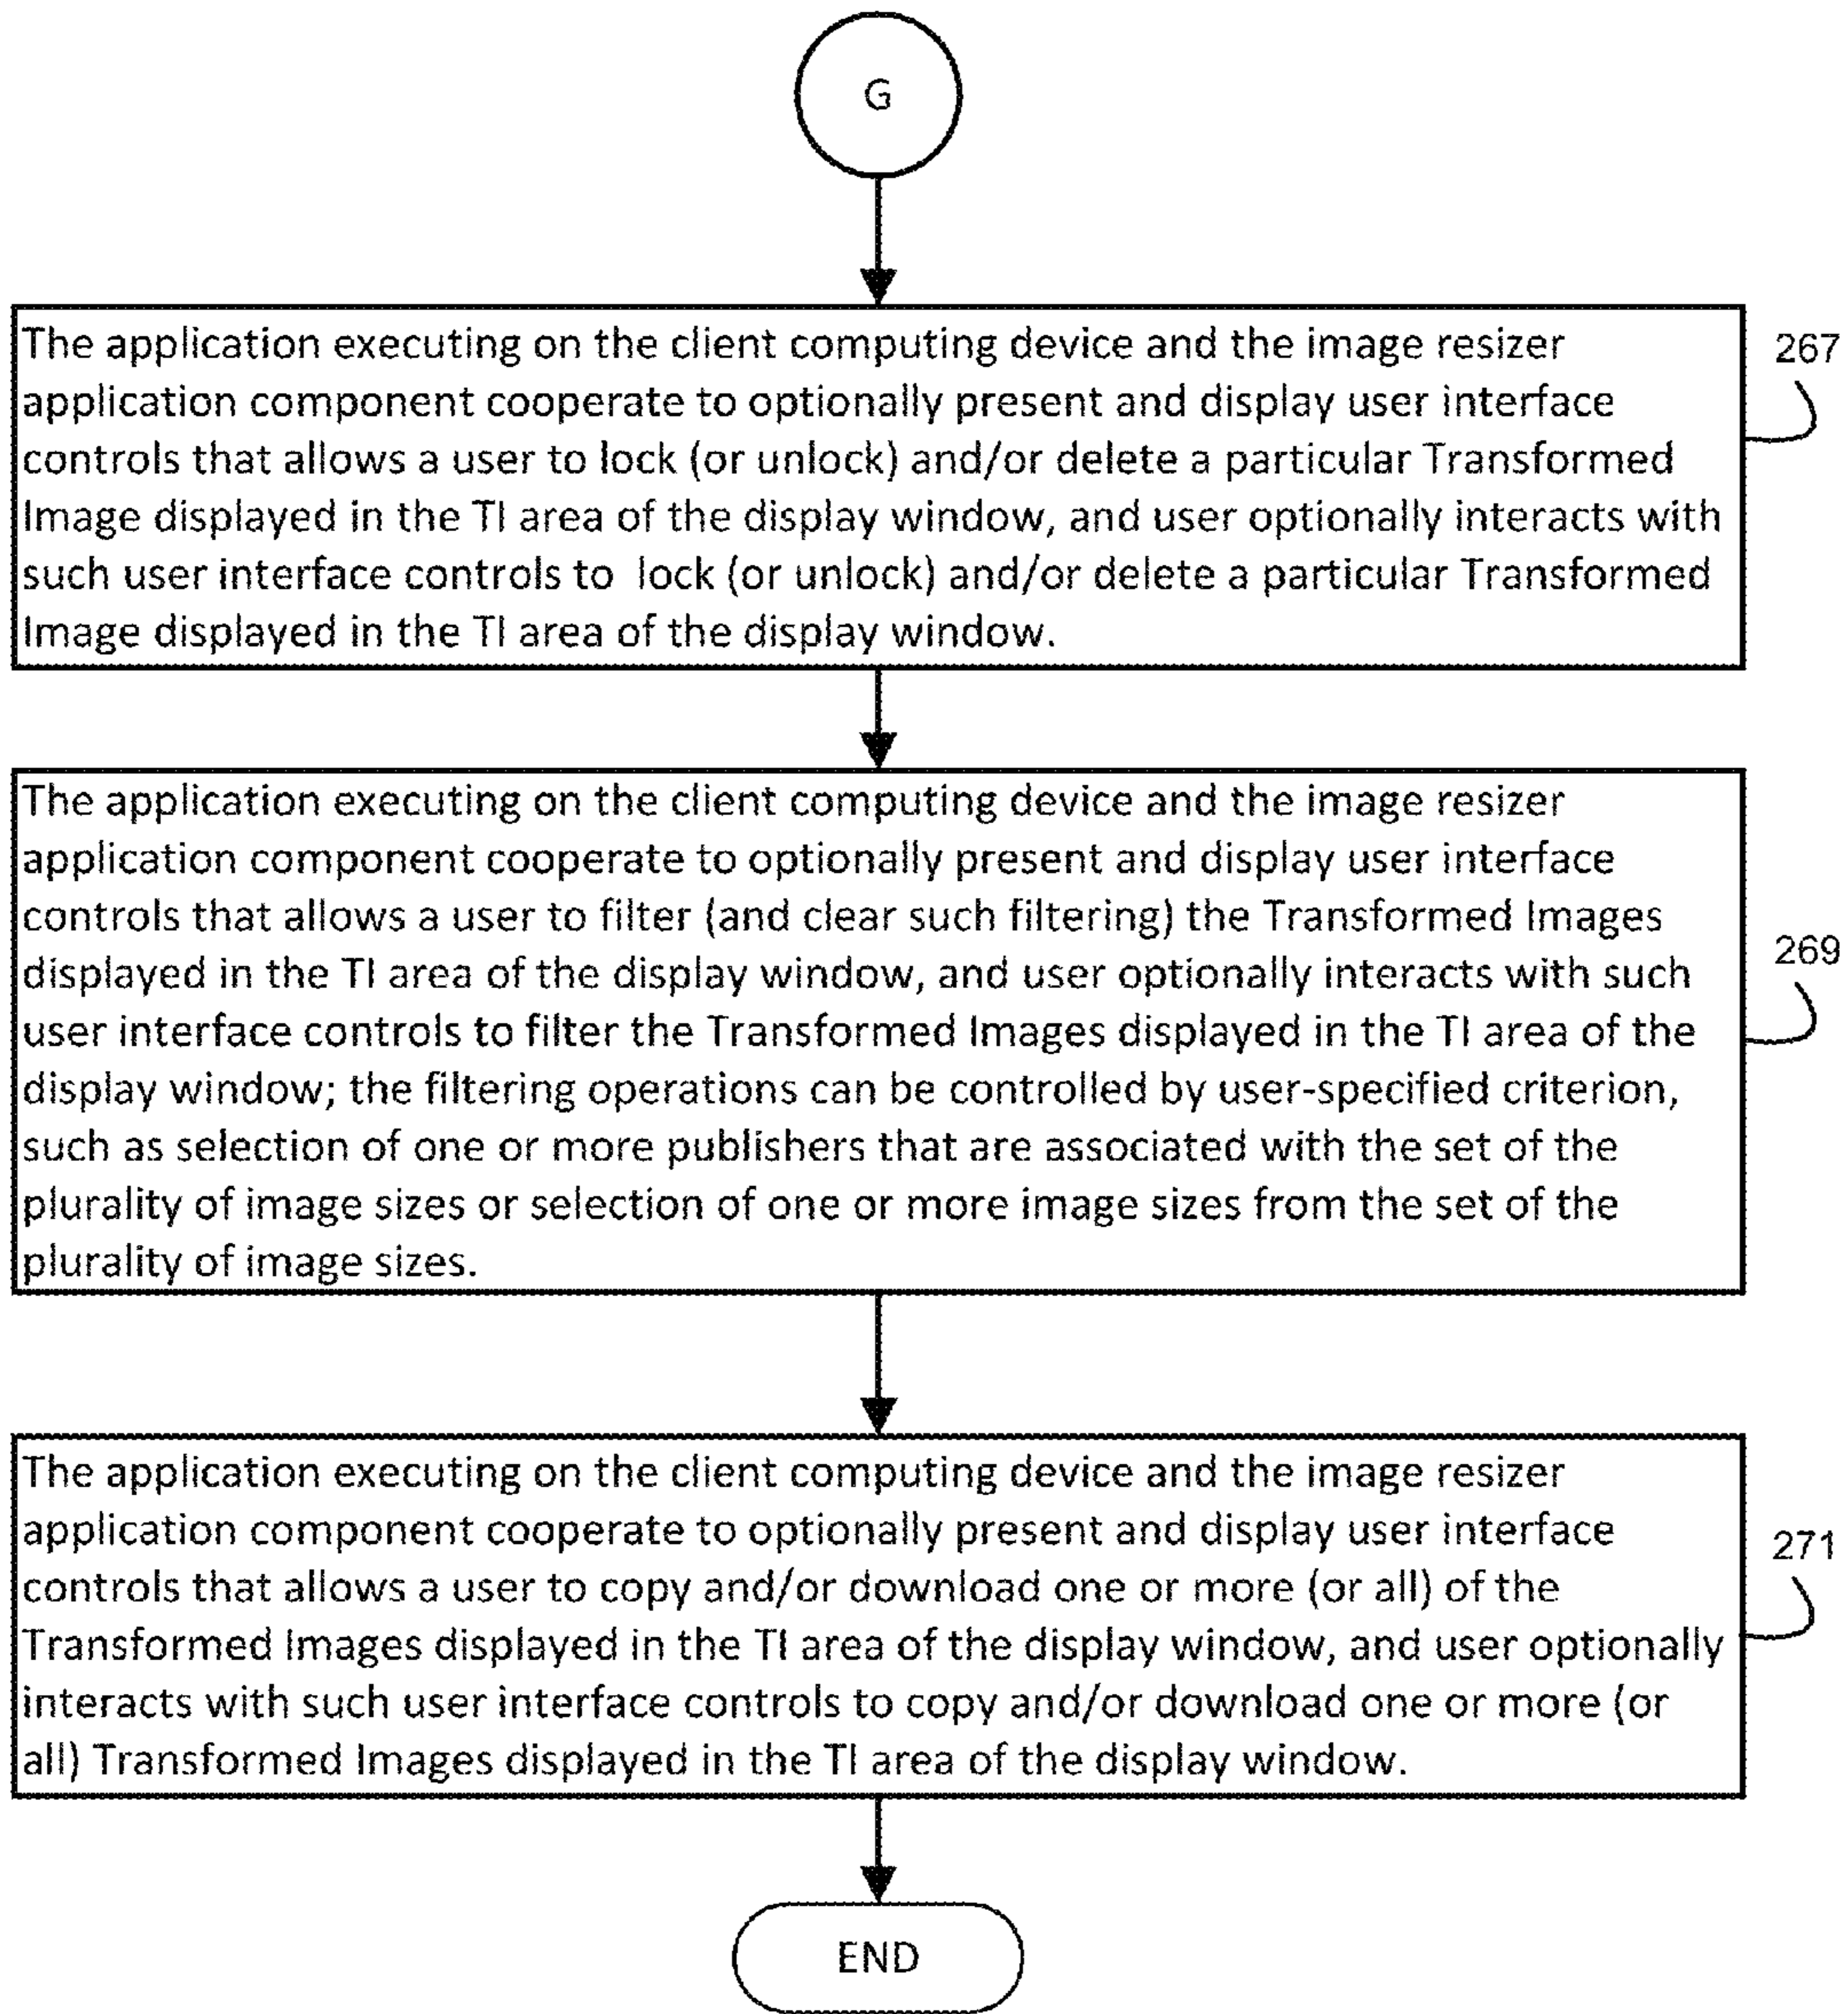 G
The application executing on the client computing device and the image resizer
application component cooperate to optionally present and display user interface
controls that allows a user to lock (or unlock) and/or delete a particular Transformed
Image displayed in the TI area of the display window, and user optionally interacts with
such user interface controls to lock (or unlock) and/or delete a particular Transformed
Image displayed in the TI area of the display window.
267
The application executing on the client computing device and the image resizer
application component cooperate to optionally present and display user interface
controls that allows a user to filter (and clear such filtering) the Transformed Images
displayed in the TI area of the display window, and user optionally interacts with such
user interface controls to filter the Transformed Images displayed in the TI area of the
display window; the filtering operations can be controlled by user-specified criterion,
such as selection of one or more publishers that are associated with the set of the
plurality of image sizes or selection of one or more image sizes from the set of the
plurality of image sizes.
269
The application executing on the client computing device and the image resizer
application component cooperate to optionally present and display user interface
controls that allows a user to copy and/or download one or more (or all) of the
Transformed Images displayed in the TI area of the display window, and user optionally
interacts with such user interface controls to copy and/or download one or more (or
all) Transformed Images displayed in the TI area of the display window.
271
END